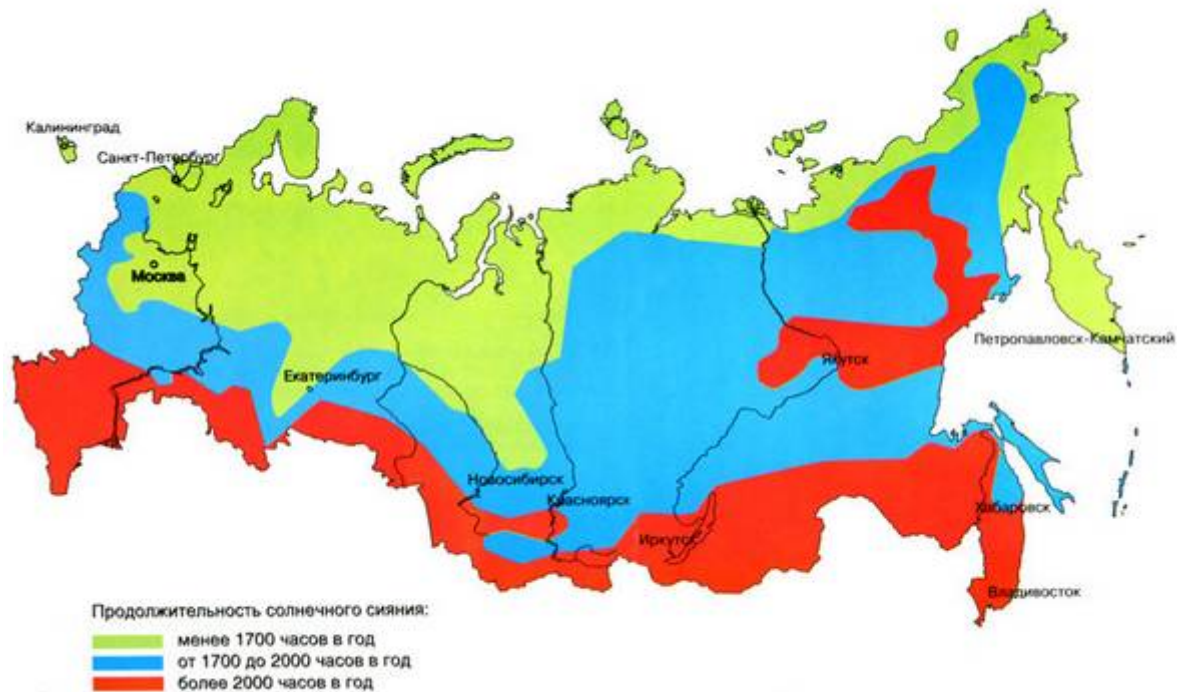 Калининград
Санкт-Петербург
Москва
Петропавловск-Камчатский
Якутск
Екатеринбург
Новосибирск
Красноярск
Хабаровск
Иркутск
Владивосток
Продолжительность солнечного сияния:
менее 1700 часов в год
от 1700 до 2000 часов в год
более 2000 часов в год